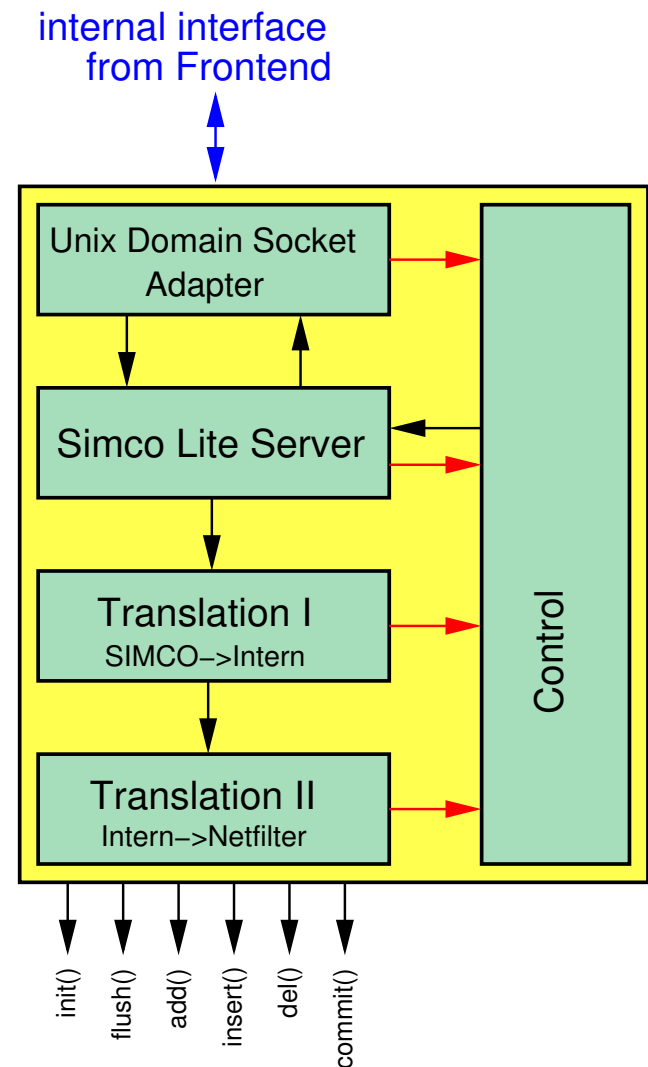 internal interface
from Frontend
Unix Domain Socket
Adapter
Simco Lite Server
Translation I
SIMCO−>Intern
Translation II
Intern−>Netfilter
Control
init()
flush()
add()
insert()
del()
commit()